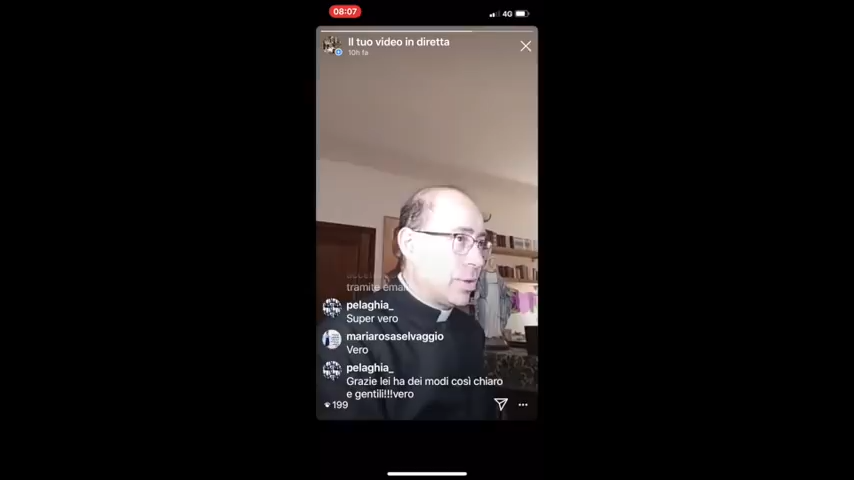 08:07
4G
Il tuo video in diretta
10h fa
tramite email
pelaghia_
Super vero
mariarosaselvaggio
Vero
pelaghia_
Grazie lei ha dei modi così chiaro
e gentili!!!vero
199